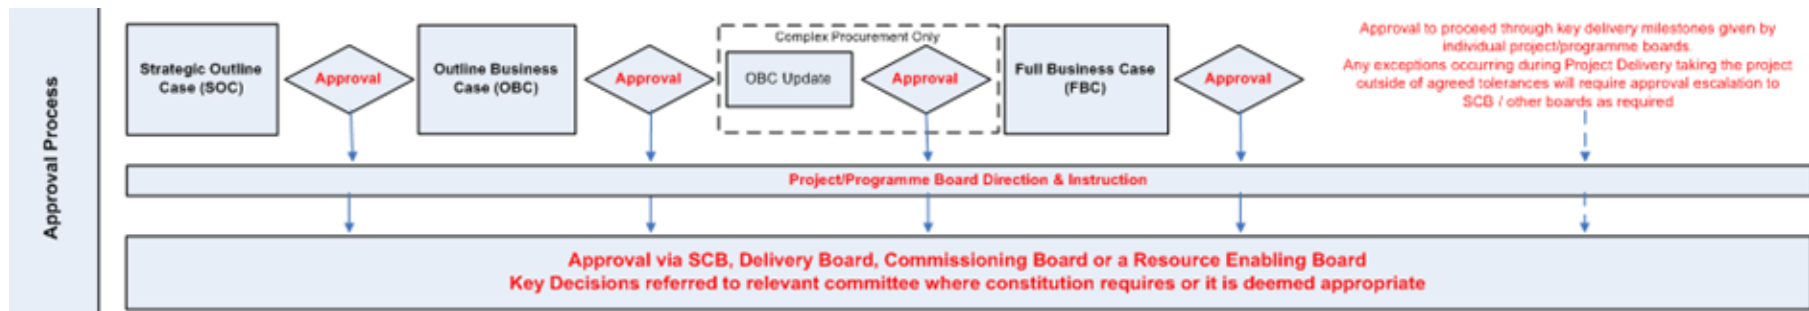 Approval Process
Strategic Outline
Case (SOC)
Approval
Outline Business
Case (OBC)
Approval
Complex Procurement Only
OBC Update
Approval
Full Business Case
(FBC)
Approval
Approval to proceed through key delivery milestones given by
individual project/programme boards.
Any exceptions occurring during Project Delivery taking the project
outside of agreed tolerances will require approval escalation to
SCB / other boards as required
Project/Programme Board Direction & Instruction
Approval via SCB, Delivery Board, Commissioning Board or a Resource Enabling Board
Key Decisions referred to relevant committee where constitution requires or it is deemed appropriate